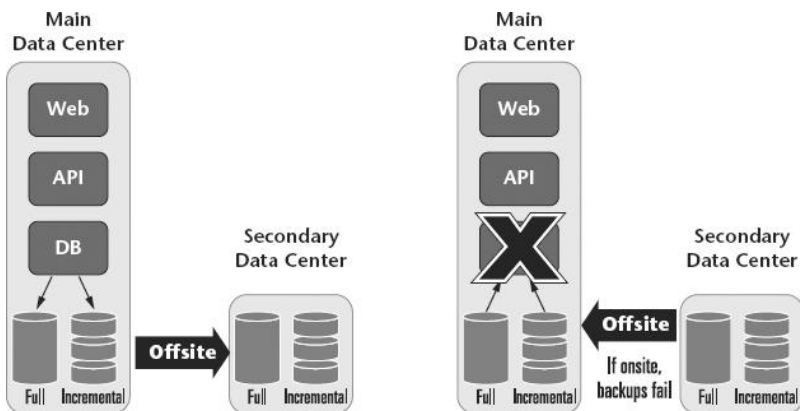 Main
Data Center
Web
API
DB
Secondary
Data Center
Offsite
Full Incremental
Full Incremental
Main
Data Center
Web
API
Secondary
Data Center
Offsite
If onsite,
backups fail
Full Incremental
Full Incremental